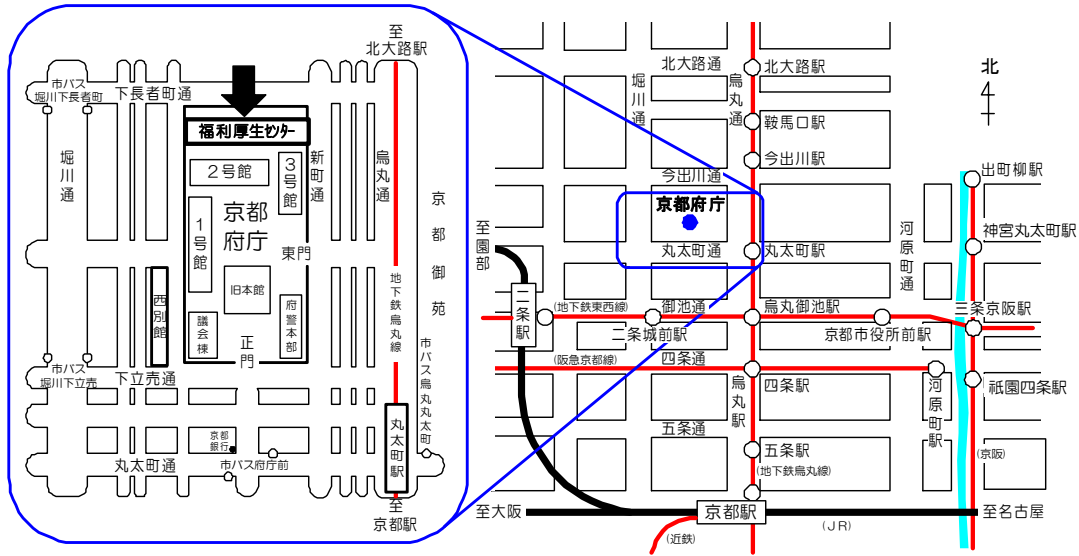 至
北大路駅
市バス
堀川下長者町
下長者町通
福利厚生センター
2号館
3号館
1号館
京都
府庁
東門
旧本館
西別館
議会棟
正門
府警本部
堀川通
新町通
烏丸通
京都御苑
地下鉄烏丸線
市バス烏丸丸太町
市バス
堀川下立売
下立売通
京都
銀行
市バス府庁前
丸太町通
丸太町駅
至
京都駅
北
北大路通
北大路駅
堀川通
烏丸通
鞍馬口駅
今出川駅
今出川通
出町柳駅
京都府庁
丸太町通
丸太町駅
河原町通
神宮丸太町駅
至園部
二条駅
(地下鉄東西線)
御池通
烏丸御池駅
三条京阪駅
二条城前駅
京都市役所前駅
(阪急京都線)
四条通
烏丸駅
四条駅
河原町駅
祇園四条駅
五条通
五条駅
(地下鉄烏丸線)
(京阪)
至大阪
京都駅
至名古屋
(JR)
(近鉄)